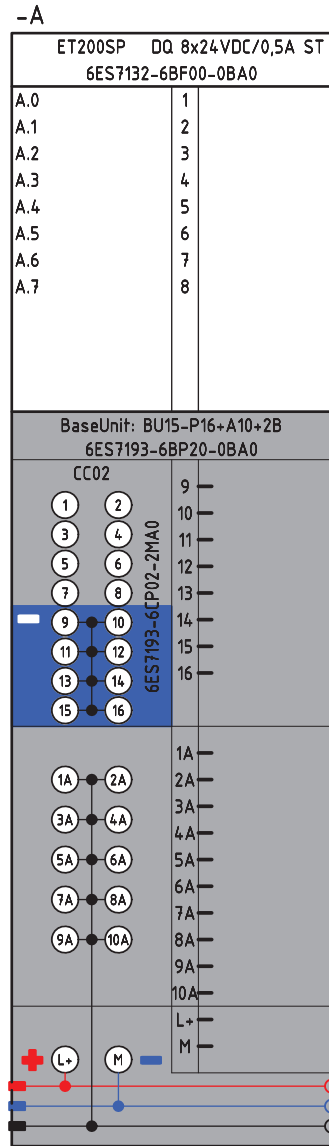 -A
ET200SP DQ 8x24VDC/0,5A ST
6ES7132-6BF00-0BA0
A.0 1
A.1 2
A.2 3
A.3 4
A.4 5
A.5 6
A.6 7
A.7 8
BaseUnit: BU15-P16+A10+2B
6ES7193-6BP20-0BA0
CC02
1 2
3 4
5 6
7 8
9 10
11 12
13 14
15 16
6ES7193-6CP02-2MA0
9
10
11
12
13
14
15
16
1A 2A
3A 4A
5A 6A
7A 8A
9A 10A
1A
2A
3A
4A
5A
6A
7A
8A
9A
10A
L+
M
L+ M